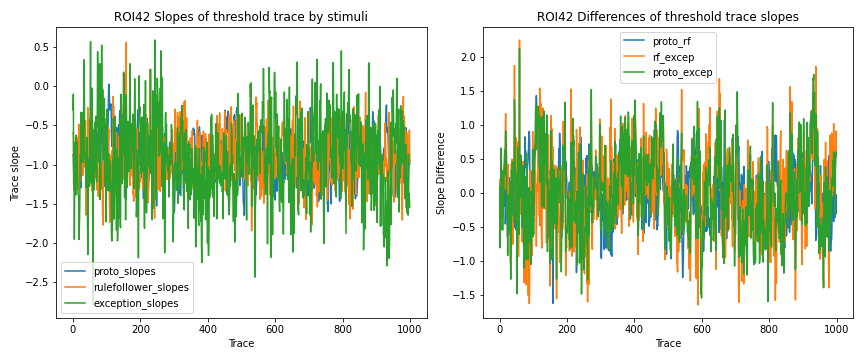 ROI42 Slopes of threshold trace by stimuli
Trace slope
0.5
0.0
−0.5
−1.0
−1.5
−2.0
−2.5
proto_slopes
rulefollower_slopes
exception_slopes
0 200 400 600 800 1000
Trace
ROI42 Differences of threshold trace slopes
Slope Difference
2.0
1.5
1.0
0.5
0.0
−0.5
−1.0
−1.5
proto_rf
rf_excep
proto_excep
0 200 400 600 800 1000
Trace